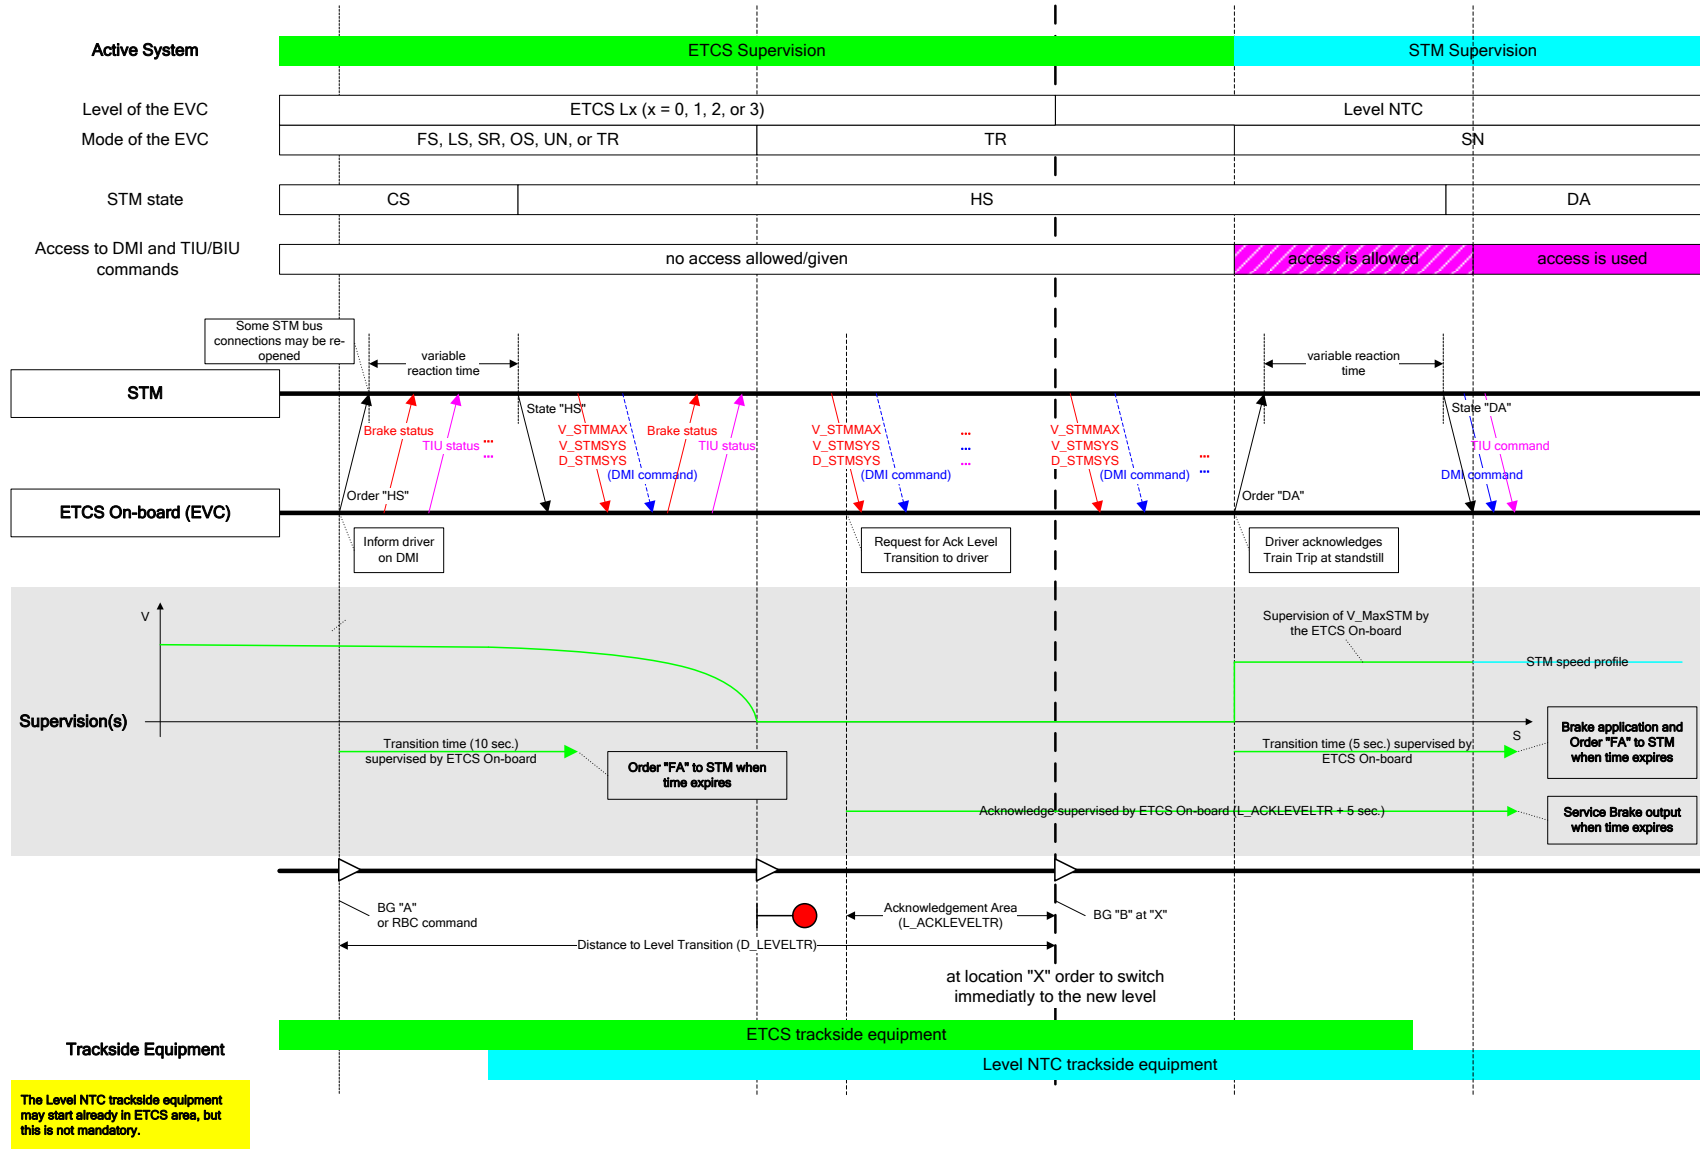 Active System
ETCS Supervision
STM Supervision
Level of the EVC
ETCS Lx (x = 0, 1, 2, or 3)
Level NTC
Mode of the EVC
FS, LS, SR, OS, UN, or TR
TR
SN
STM state
CS
HS
DA
Access to DMI and TIU/BIU
commands
no access allowed/given
access is allowed
access is used
Some STM bus
connections may be re-
opened
variable
reaction time
variable reaction
time
STM
State "HS"
State "DA"
Brake status
TIU status
...
...
V_STMMAX
V_STMSYS
D_STMSYS
(DMI command)
Brake status
TIU status
V_STMMAX
V_STMSYS
D_STMSYS
(DMI command)
...
...
...
V_STMMAX
V_STMSYS
D_STMSYS
(DMI command)
...
...
TIU command
DMI command
Order "HS"
Order "DA"
ETCS On-board (EVC)
Inform driver
on DMI
Request for Ack Level
Transition to driver
Driver acknowledges
Train Trip at standstill
V
Supervision of V_MaxSTM by
the ETCS On-board
STM speed profile
Supervision(s)
S
Transition time (10 sec.)
supervised by ETCS On-board
Order "FA" to STM when
time expires
Transition time (5 sec.) supervised by
ETCS On-board
Brake application and
Order "FA" to STM
when time expires
Acknowledge supervised by ETCS On-board (L_ACKLEVELTR + 5 sec.)
Service Brake output
when time expires
BG "A"
or RBC command
Acknowledgement Area
(L_ACKLEVELTR)
BG "B" at "X"
Distance to Level Transition (D_LEVELTR)
at location "X" order to switch
immediatly to the new level
Trackside Equipment
ETCS trackside equipment
Level NTC trackside equipment
The Level NTC trackside equipment
may start already in ETCS area, but
this is not mandatory.